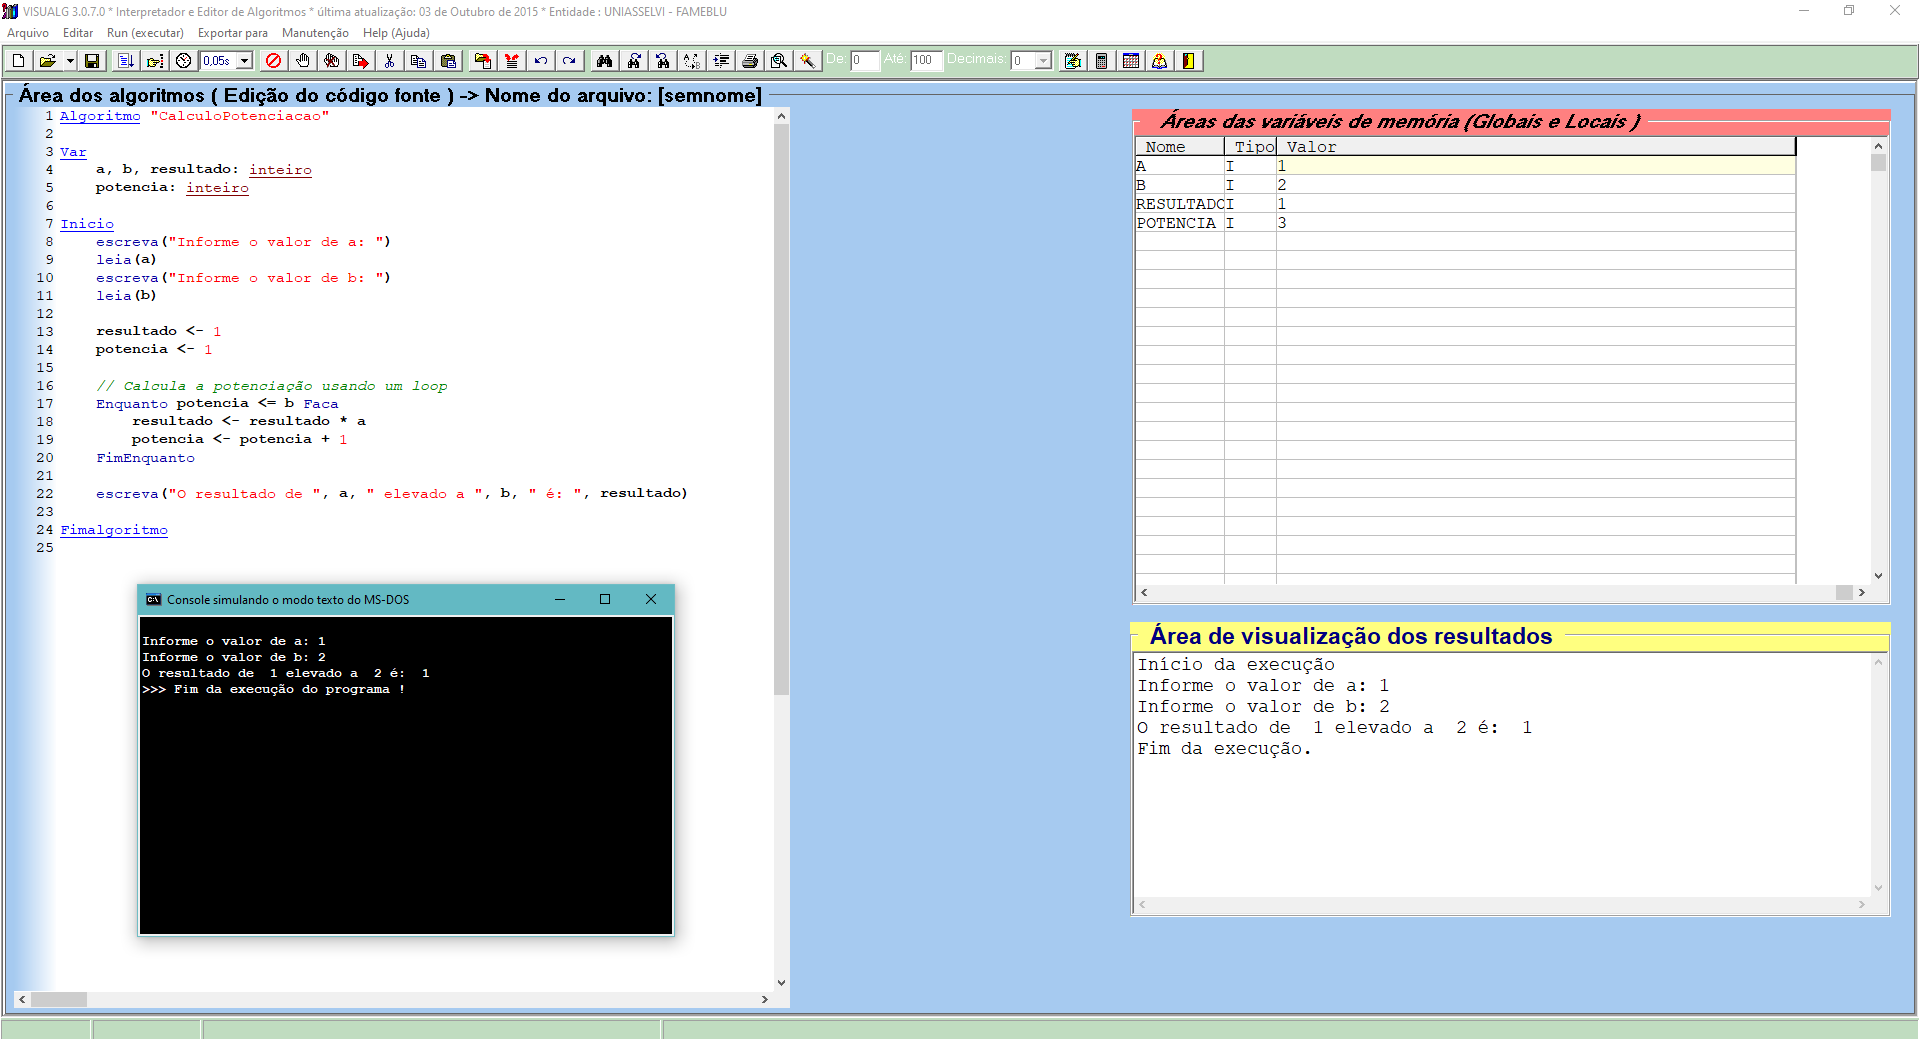 VISUALG 3.0.7.0 * Interpretador e Editor de Algoritmos * última atualização: 03 de Outubro de 2015 * Entidade : UNIASSELVI - FAMEBLU
Arquivo Editar Run (executar) Exportar para Manutenção Help (Ajuda)
0,05s De: 0 Até: 100 Decimais: 0
Área dos algoritmos ( Edição do código fonte ) -> Nome do arquivo: [semnome]
1 Algoritmo "CalculoPotenciacao"
2
3 Var
4 a, b, resultado: inteiro
5 potencia: inteiro
6
7 Inicio
8 escreva("Informe o valor de a: ")
9 leia(a)
10 escreva("Informe o valor de b: ")
11 leia(b)
12
13 resultado <- 1
14 potencia <- 1
15
16 // Calcula a potenciação usando um loop
17 Enquanto potencia <= b Faca
18 resultado <- resultado * a
19 potencia <- potencia + 1
20 FimEnquanto
21
22 escreva("O resultado de ", a, " elevado a ", b, " é: ", resultado)
23
24 Fimalgoritmo
25
Console simulando o modo texto do MS-DOS
Informe o valor de a: 1
Informe o valor de b: 2
O resultado de  1 elevado a  2 é:  1
>>> Fim da execução do programa !
Áreas das variáveis de memória (Globais e Locais )
Nome Tipo Valor
A I 1
B I 2
RESULTADO I 1
POTENCIA I 3
Área de visualização dos resultados
Início da execução
Informe o valor de a: 1
Informe o valor de b: 2
O resultado de  1 elevado a  2 é:  1
Fim da execução.